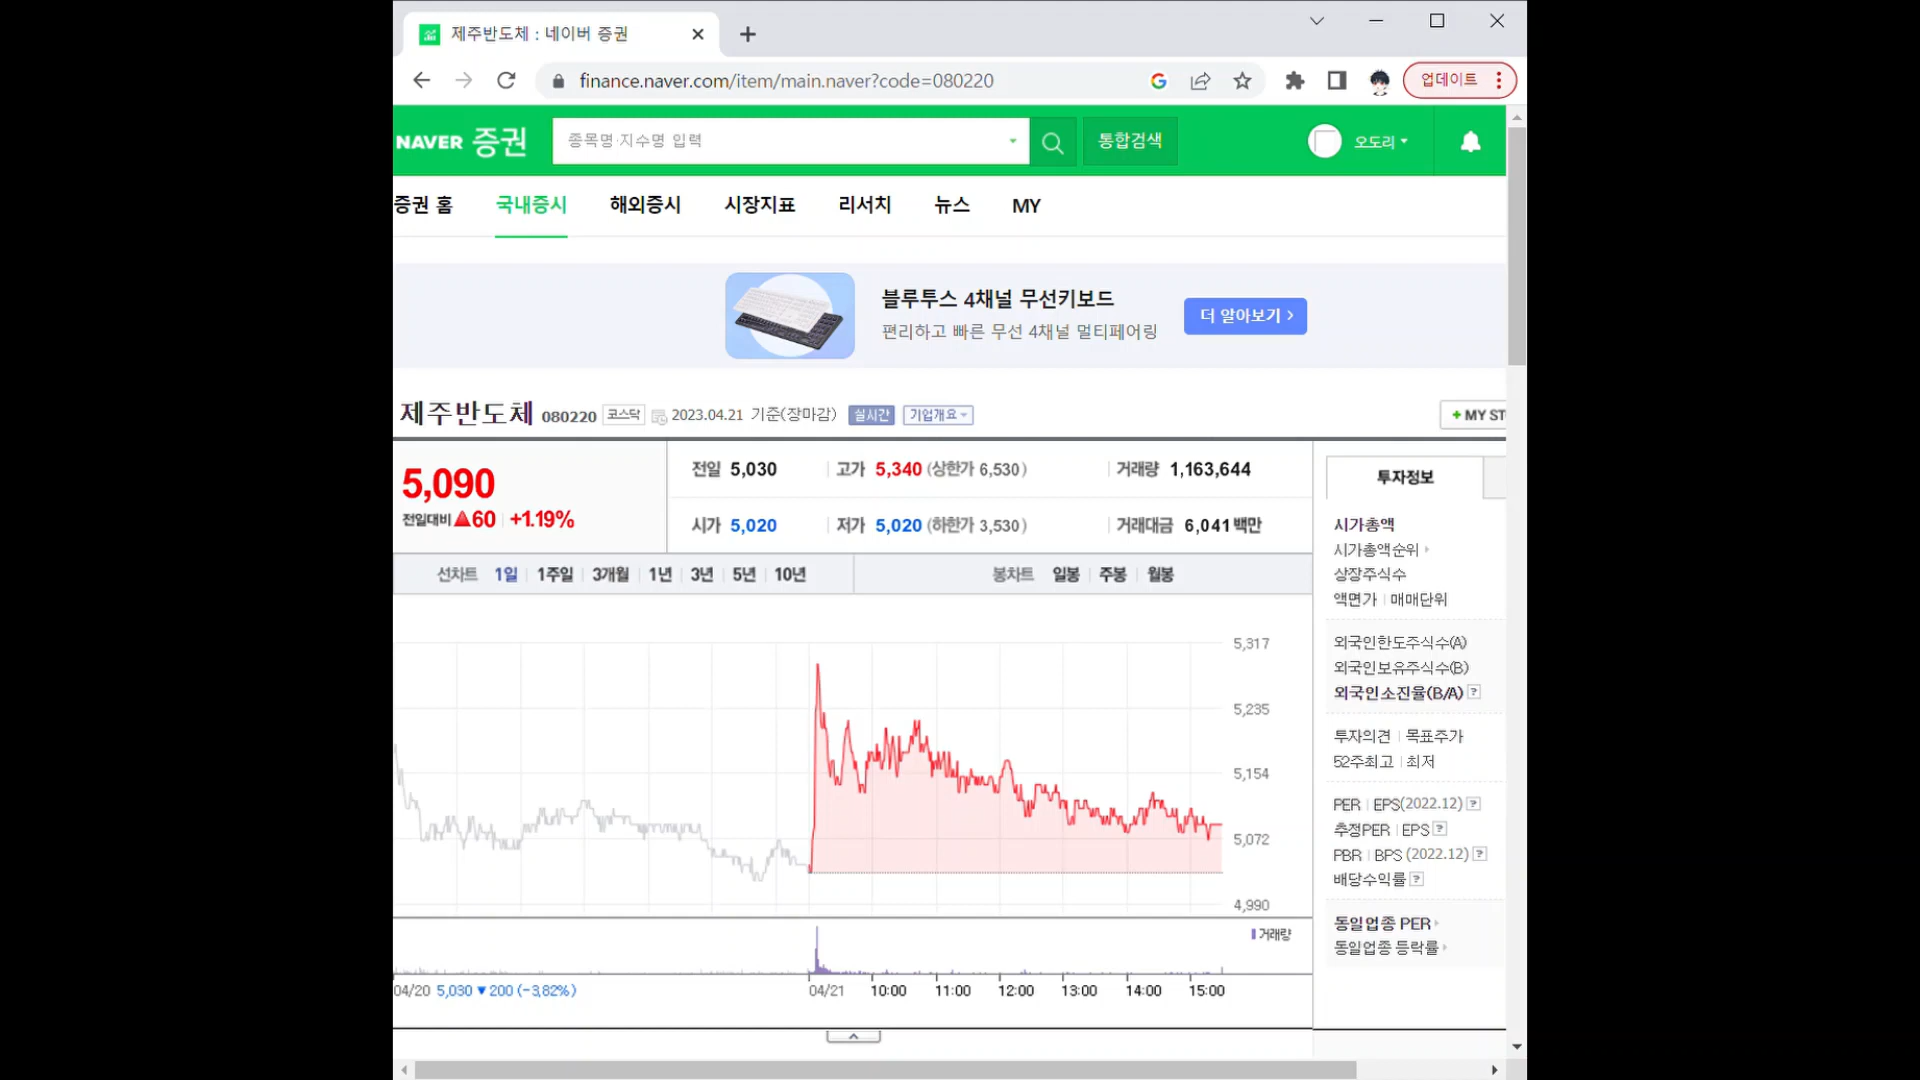 제주반도체 : 네이버 증권
finance.naver.com/item/main.naver?code=080220
업데이트
NAVER 증권
종목명·지수명 입력
통합검색
오도리
증권 홈 국내증시 해외증시 시장지표 리서치 뉴스 MY
블루투스 4채널 무선키보드
편리하고 빠른 무선 4채널 멀티페어링
더 알아보기 >
제주반도체 080220 코스닥 2023.04.21 기준(장마감) 실시간 기업개요
+ MY ST
5,090
전일대비 ▲60 +1.19%
전일 5,030 고가 5,340 (상한가 6,530) 거래량 1,163,644
시가 5,020 저가 5,020 (하한가 3,530) 거래대금 6,041 백만
선차트 1일 1주일 3개월 1년 3년 5년 10년
봉차트 일봉 주봉 월봉
5,317
5,235
5,154
5,072
4,990
거래량
04/20 5,030 ▼ 200 (-3.82%)
04/21 10:00 11:00 12:00 13:00 14:00 15:00
투자정보
시가총액
시가총액순위
상장주식수
액면가 | 매매단위
외국인한도주식수(A)
외국인보유주식수(B)
외국인소진율(B/A) ?
투자의견 | 목표주가
52주최고 | 최저
PER | EPS(2022.12) ?
추정PER | EPS ?
PBR | BPS (2022.12) ?
배당수익률 ?
동일업종 PER
동일업종 등락률